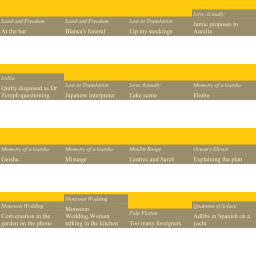 Love Actually
Land and Freedom
Land and Freedom
Lost in Translation
Jamie proposes to
At the bar
Blanca's funeral
Lip my stockings
Aurelia
Lolita
Quilty disguised as Dr
Lost in Translation
Love Actually
Memoirs of a Geisha
Zemph questioning
Japanese interpreter
Lake scene
Memoirs of a Geisha
Memoirs of a Geisha
Moulin Rouge
Ocean's Eleven
Geisha
Misuage
Lautrec and Satie
Explaining the plan
Monsoon Wedding
Monsoon Wedding
Monsoon
Pulp Fiction
Quantum of Solace
Conversation in the
Wedding.Women
Adlibs in Spanish on a
garden on the phone
talking in the kitchen
Too many foreigners
yacht